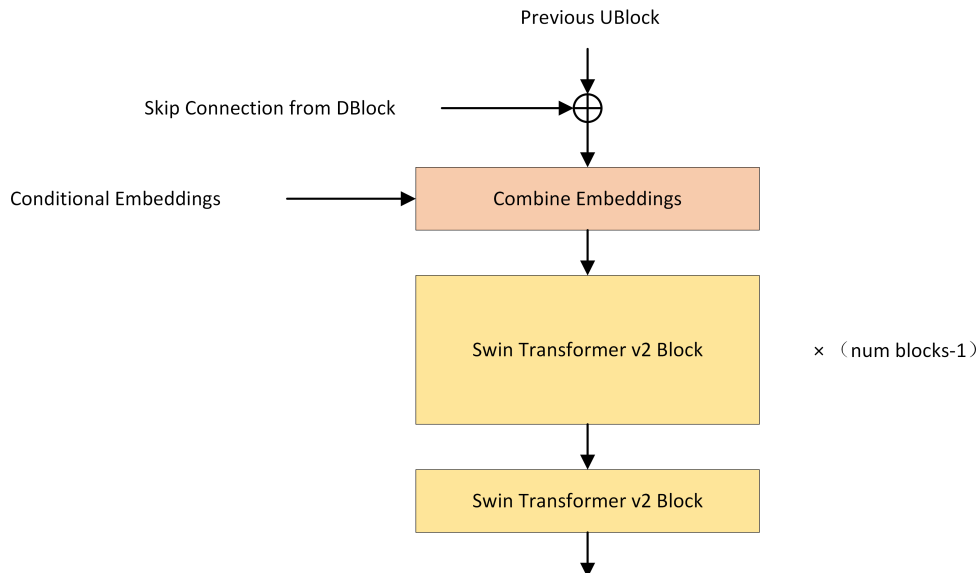 Previous UBlock
Skip Connection from DBlock
Conditional Embeddings
Combine Embeddings
Swin Transformer v2 Block
× （num blocks-1）
Swin Transformer v2 Block